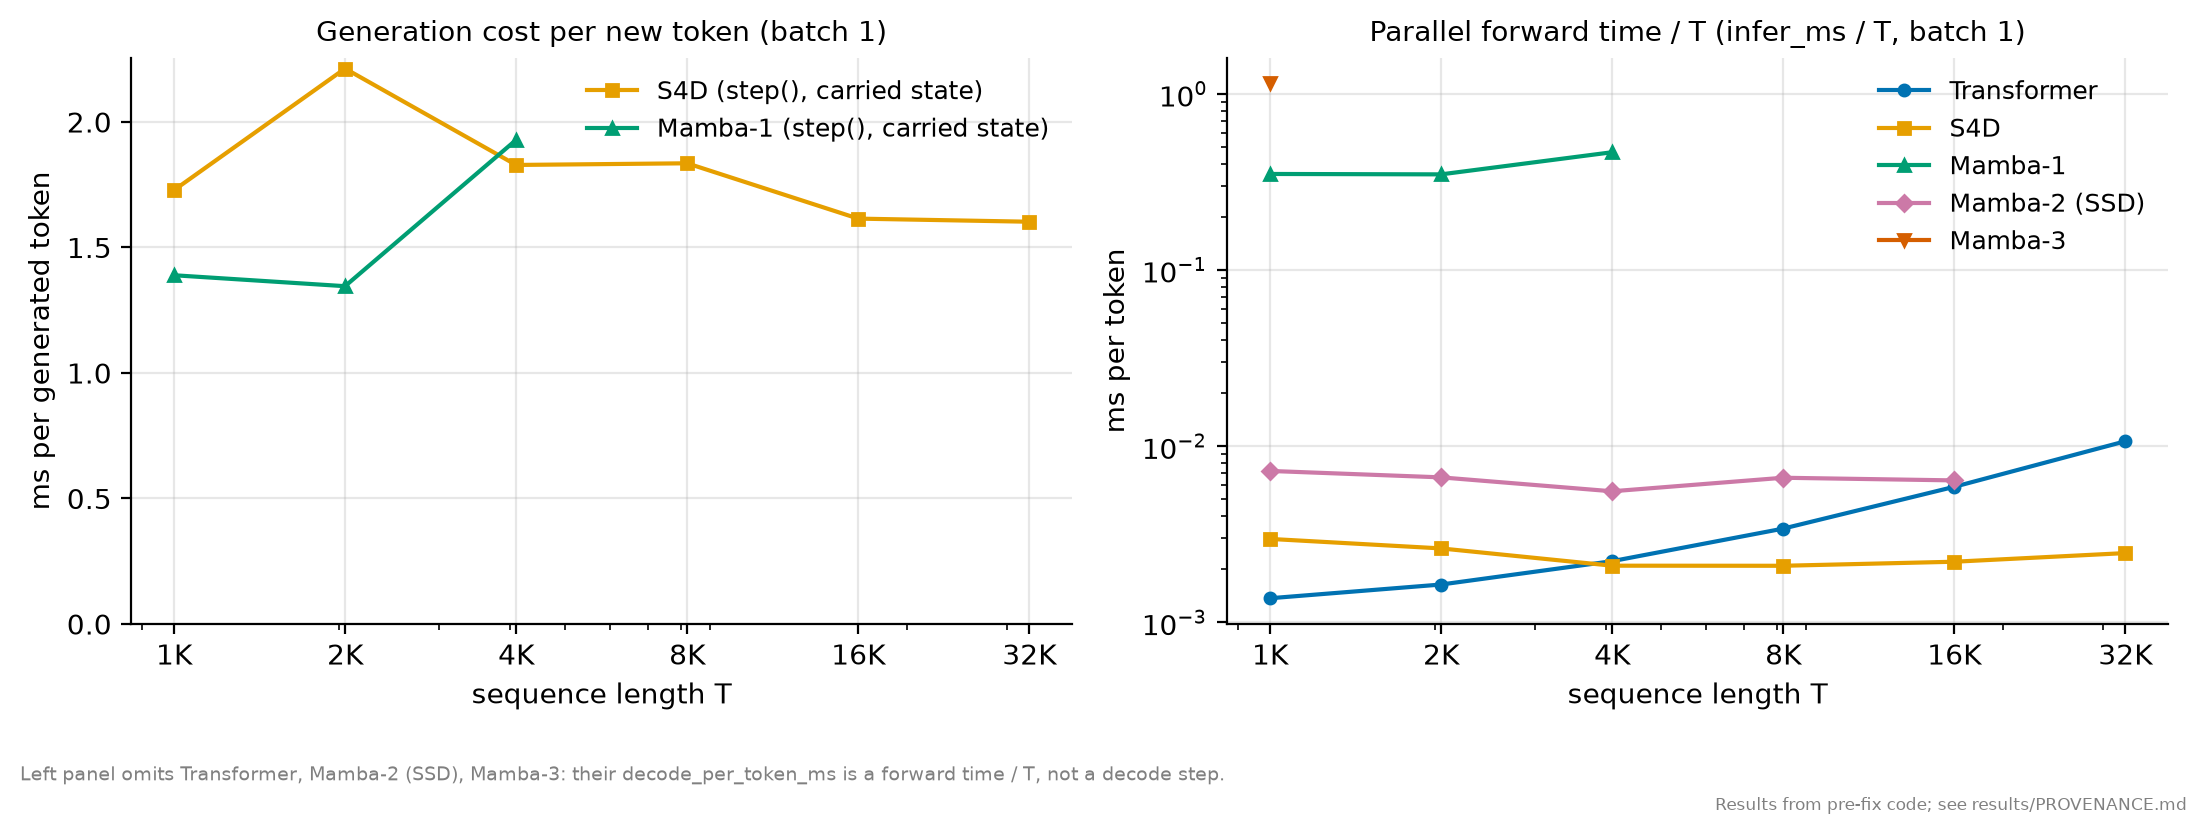 Generation cost per new token (batch 1)
S4D (step(), carried state)
Mamba-1 (step(), carried state)
ms per generated token
2.0
1.5
1.0
0.5
0.0
1K 2K 4K 8K 16K 32K
sequence length T
Parallel forward time / T (infer_ms / T, batch 1)
Transformer
S4D
Mamba-1
Mamba-2 (SSD)
Mamba-3
ms per token
10⁰
10⁻¹
10⁻²
10⁻³
1K 2K 4K 8K 16K 32K
sequence length T
Left panel omits Transformer, Mamba-2 (SSD), Mamba-3: their decode_per_token_ms is a forward time / T, not a decode step.
Results from pre-fix code; see results/PROVENANCE.md